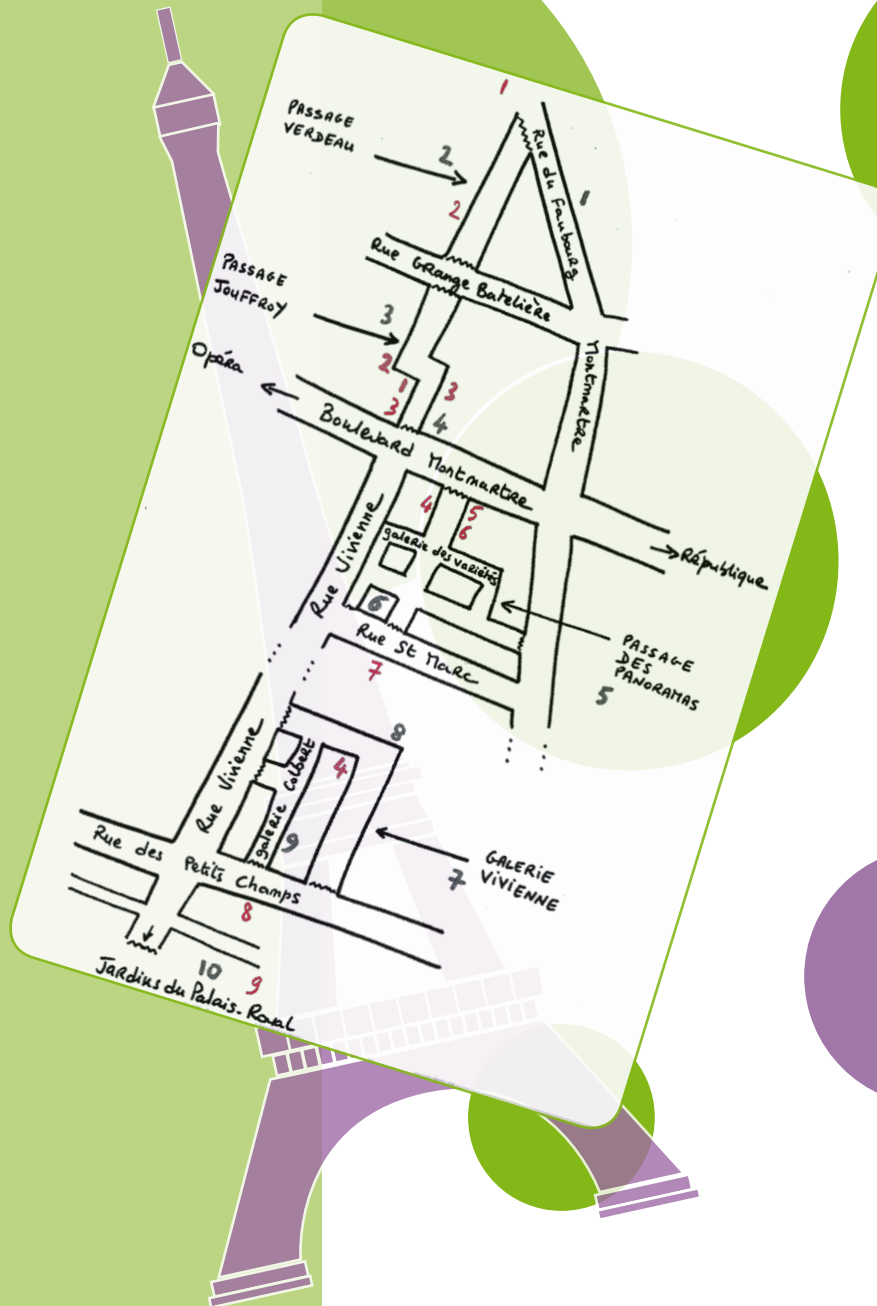 1
PASSAGE
VERDEAU
2
2
Rue du Faubourg
1
Rue Grange Batelière
PASSAGE
JOUFFROY
3
2
1
3
3
4
Montmartre
Opéra
Boulevard Montmartre
4
5
6
République
galerie des variétés
Rue Vivienne
6
Rue St Marc
7
PASSAGE
DES
PANORAMAS
5
8
Rue Vivienne
galerie Colbert
4
9
GALERIE
VIVIENNE
7
Rue des Petits Champs
8
10
9
Jardins du Palais-Royal